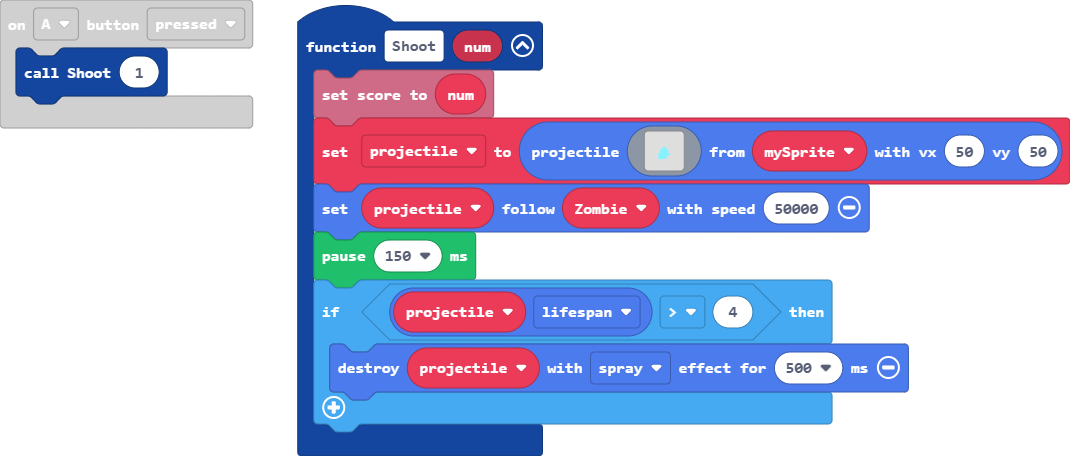 on A button pressed
call Shoot 1
function Shoot num
set score to num
set projectile to projectile from mySprite with vx 50 vy 50
set projectile follow Zombie with speed 50000
pause 150 ms
if projectile lifespan > 4 then
destroy projectile with spray effect for 500 ms